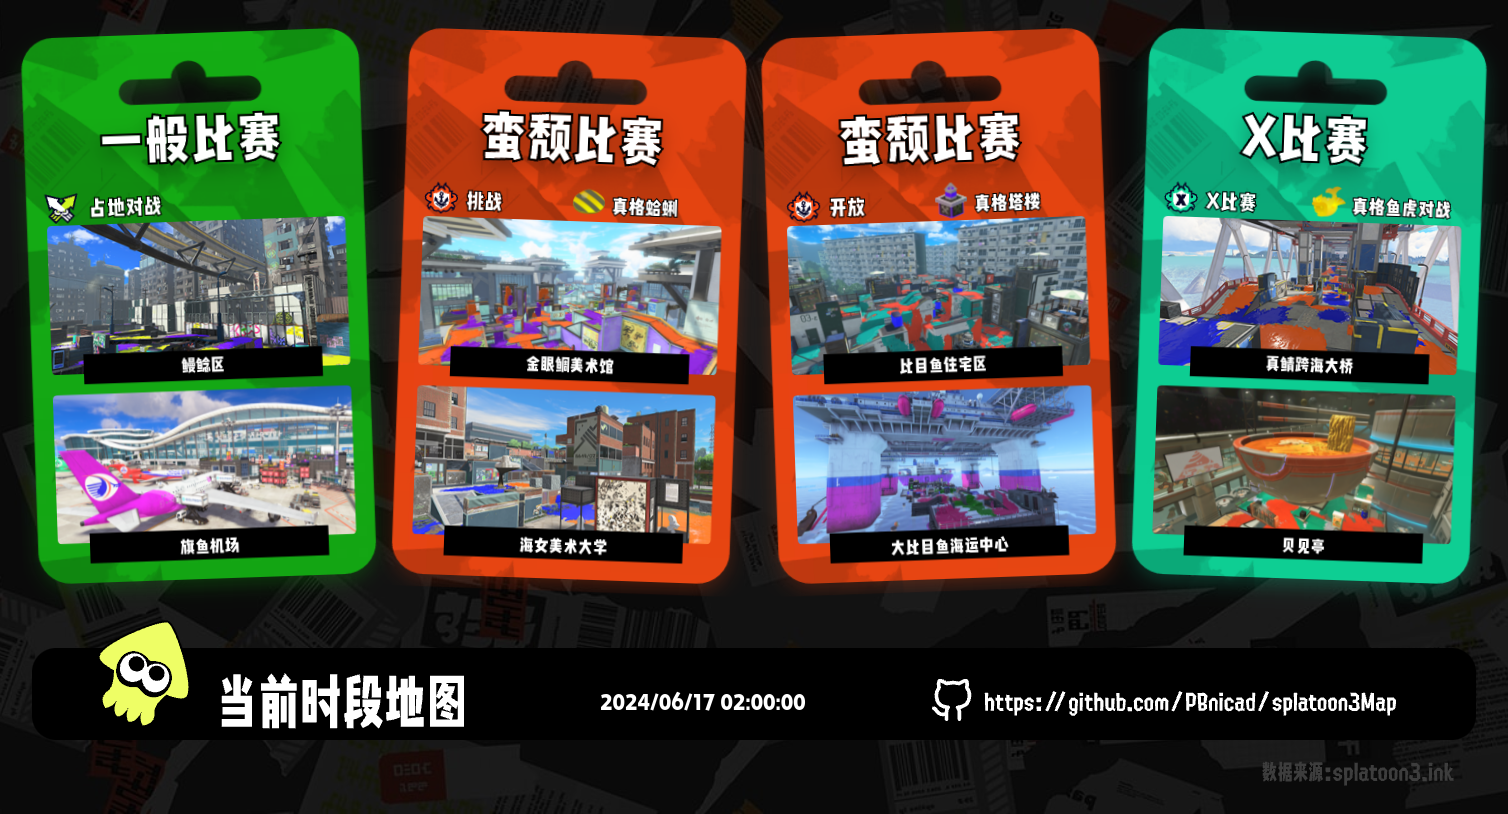 一般比赛
占地对战
鳗鲶区
旗鱼机场
蛮颓比赛
挑战
真格蛤蜊
金眼鲷美术馆
海女美术大学
蛮颓比赛
开放
真格塔楼
比目鱼住宅区
大比目鱼海运中心
X比赛
X比赛
真格鱼虎对战
真鲭跨海大桥
贝见亭
当前时段地图
2024/06/17 02:00:00
https://github.com/PBnicad/splatoon3Map
数据来源:splatoon3.ink